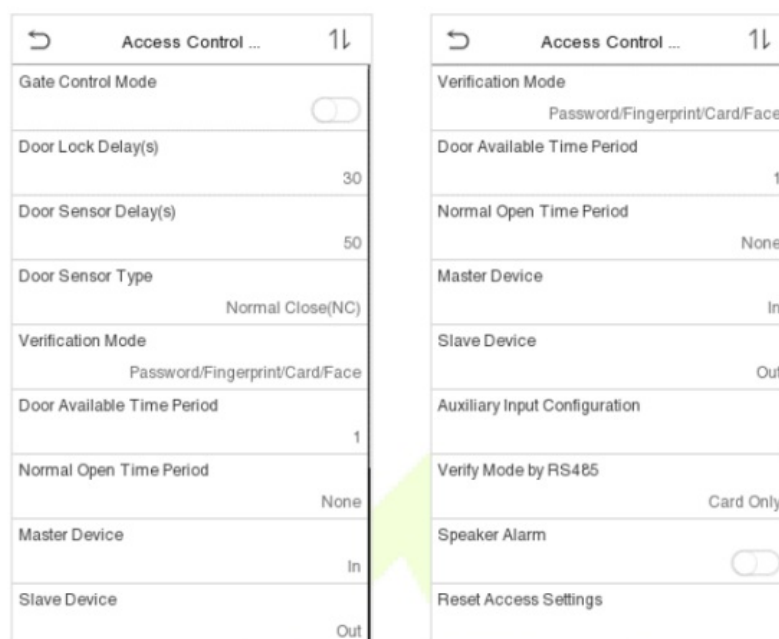 Access Control ...
Gate Control Mode
Door Lock Delay(s)
30
Door Sensor Delay(s)
50
Door Sensor Type
Normal Close(NC)
Verification Mode
Password/Fingerprint/Card/Face
Door Available Time Period
1
Normal Open Time Period
None
Master Device
In
Slave Device
Out
Access Control ...
Verification Mode
Password/Fingerprint/Card/Face
Door Available Time Period
1
Normal Open Time Period
None
Master Device
In
Slave Device
Out
Auxiliary Input Configuration
Verify Mode by RS485
Card Only
Speaker Alarm
Reset Access Settings